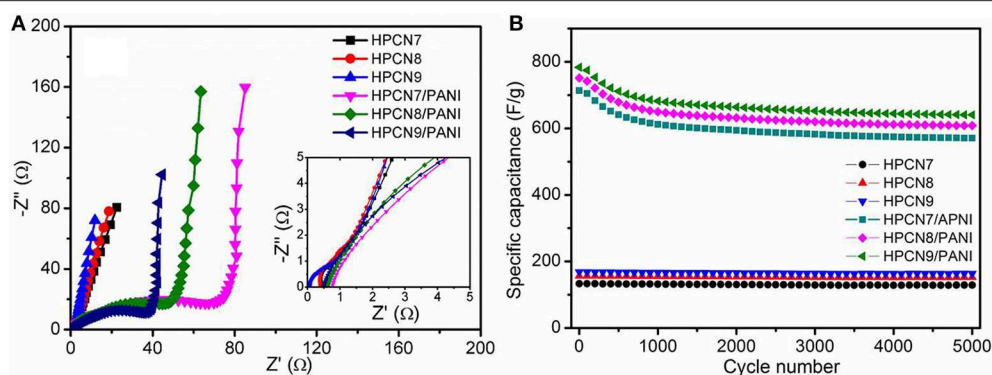 A
200
160
120
80
40
0
-Z" (Ω)
0 40 80 120 160 200
Z' (Ω)
HPCN7
HPCN8
HPCN9
HPCN7/PANI
HPCN8/PANI
HPCN9/PANI
5
4
3
2
1
0
-Z" (Ω)
0 1 2 3 4 5
Z' (Ω)
B
800
600
400
200
0
Specific capacitance (F/g)
0 1000 2000 3000 4000 5000
Cycle number
HPCN7
HPCN8
HPCN9
HPCN7/APNI
HPCN8/PANI
HPCN9/PANI